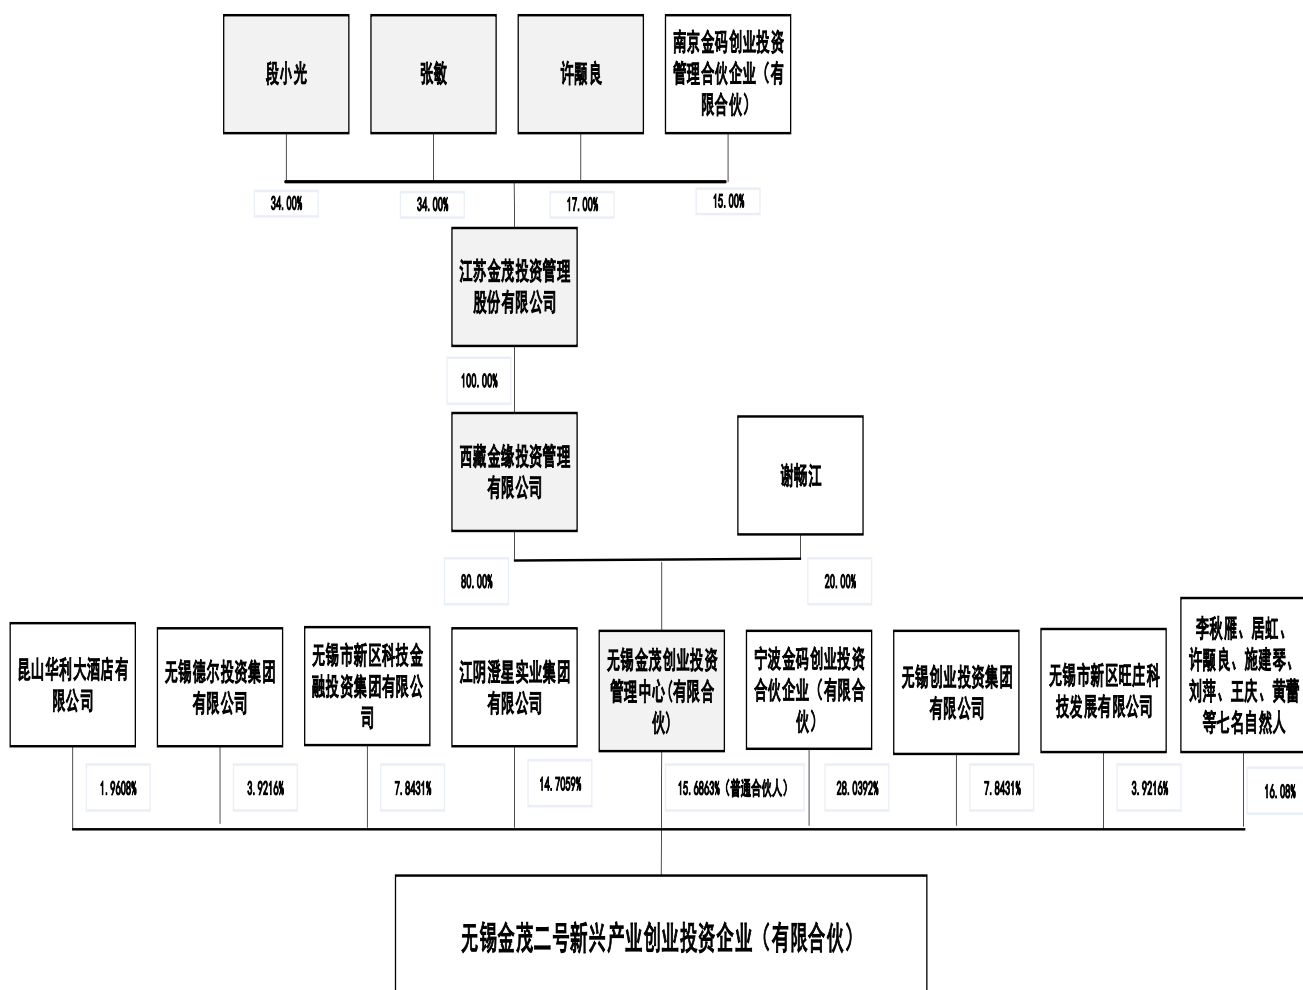 段小光
张敏
许颙良
南京金码创业投资
管理合伙企业（有
限合伙）
34.00%
34.00%
17.00%
15.00%
江苏金茂投资管理
股份有限公司
100.00%
西藏金缘投资管理
有限公司
谢畅江
80.00%
20.00%
昆山华利大酒店有
限公司
无锡德尔投资集团
有限公司
无锡市新区科技金
融投资集团有限公
司
江阴澄星实业集团
有限公司
无锡金茂创业投资
管理中心(有限合
伙)
宁波金码创业投资
合伙企业（有限合
伙）
无锡创业投资集团
有限公司
无锡市新区旺庄科
技发展有限公司
李秋雁、居虹、
许颙良、施建琴、
刘萍、王庆、黄蕾
等七名自然人
1.9608%
3.9216%
7.8431%
14.7059%
15.6863%（普通合伙人）
28.0392%
7.8431%
3.9216%
16.08%
无锡金茂二号新兴产业创业投资企业（有限合伙）